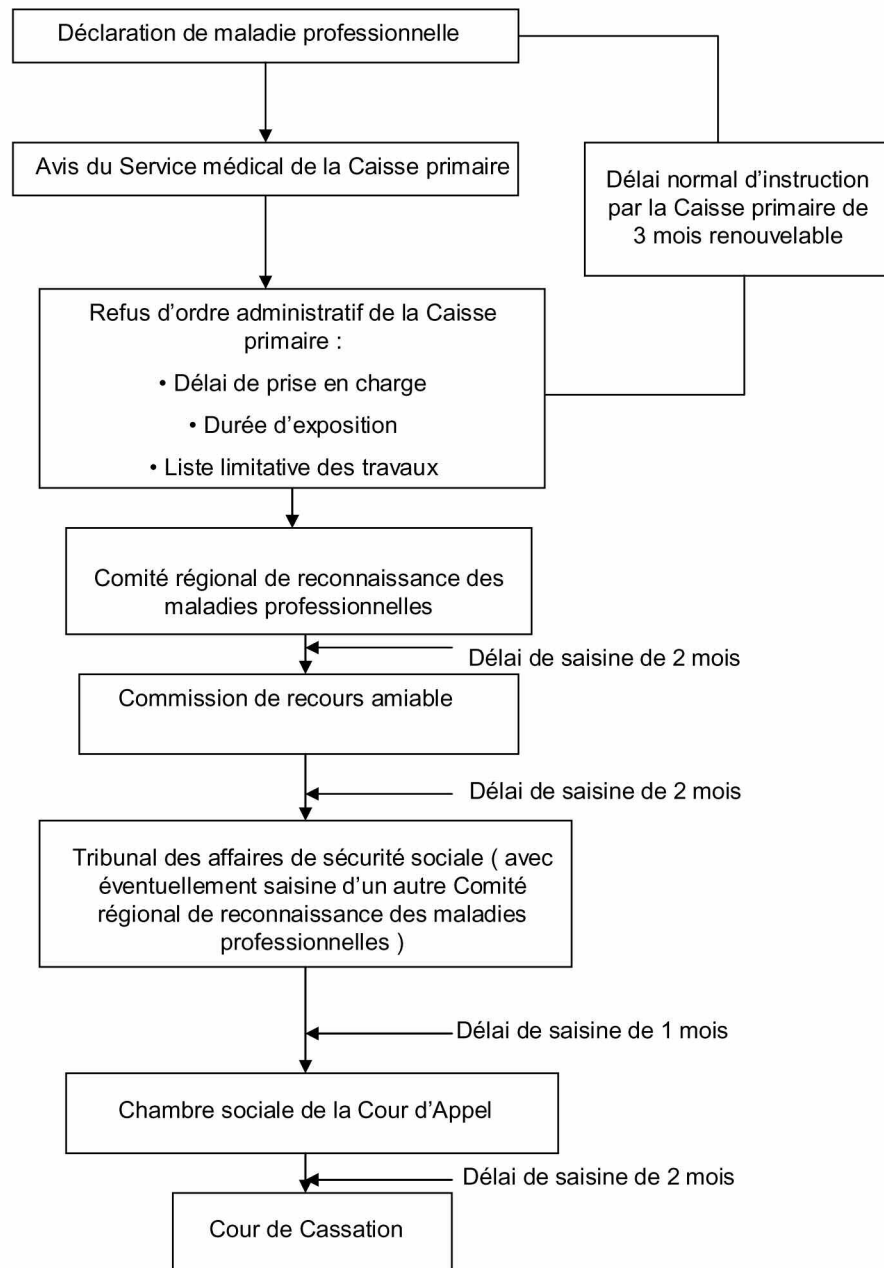 Déclaration de maladie professionnelle
Avis du Service médical de la Caisse primaire
Délai normal d'instruction
par la Caisse primaire de
3 mois renouvelable
Refus d'ordre administratif de la Caisse
primaire :
• Délai de prise en charge
• Durée d'exposition
• Liste limitative des travaux
Comité régional de reconnaissance des
maladies professionnelles
Délai de saisine de 2 mois
Commission de recours amiable
Délai de saisine de 2 mois
Tribunal des affaires de sécurité sociale ( avec
éventuellement saisine d'un autre Comité
régional de reconnaissance des maladies
professionnelles )
Délai de saisine de 1 mois
Chambre sociale de la Cour d'Appel
Délai de saisine de 2 mois
Cour de Cassation